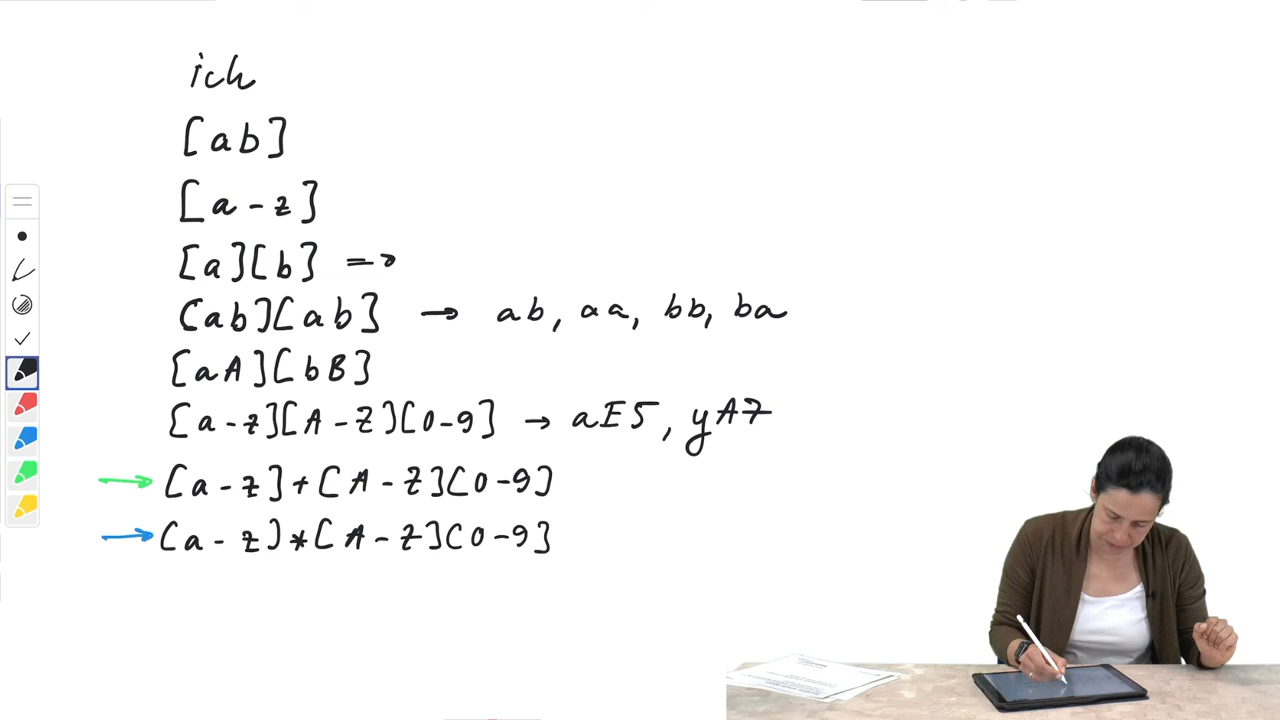 ich
[ab]
[a-z]
[a][b] =>
[ab][ab] → ab, aa, bb, ba
[aA][bB]
[a-z][A-Z][0-9] → aE5, yA7
→ [a-z]+[A-Z][0-9]
→ [a-z]*[A-Z][0-9]